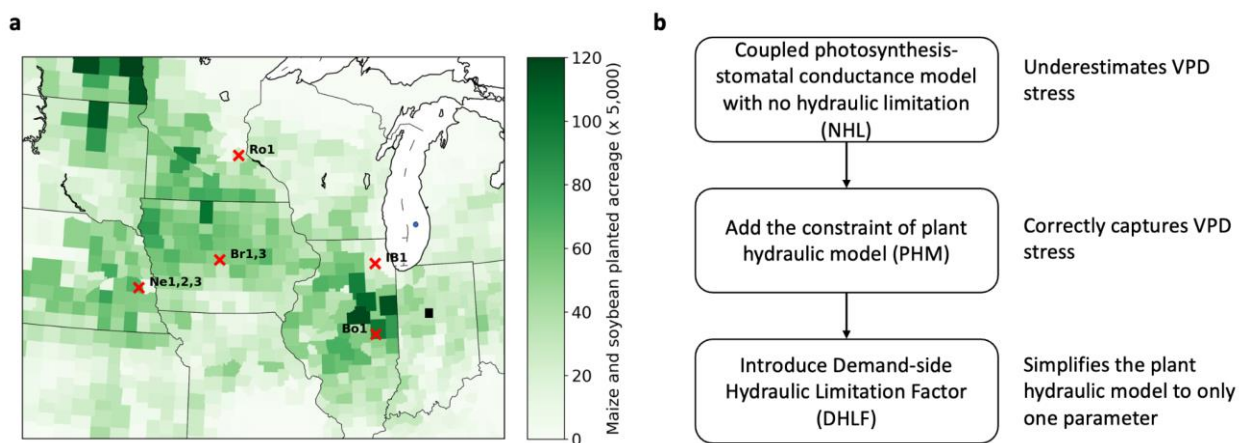 a
Ro1
Br1,3
IB1
Ne1,2,3
Bo1
120
100
80
60
40
20
0
Maize and soybean planted acreage (x 5,000)
b
Coupled photosynthesis-
stomatal conductance model
with no hydraulic limitation
(NHL)
Underestimates VPD
stress
Add the constraint of plant
hydraulic model (PHM)
Correctly captures VPD
stress
Introduce Demand-side
Hydraulic Limitation Factor
(DHLF)
Simplifies the plant
hydraulic model to only
one parameter